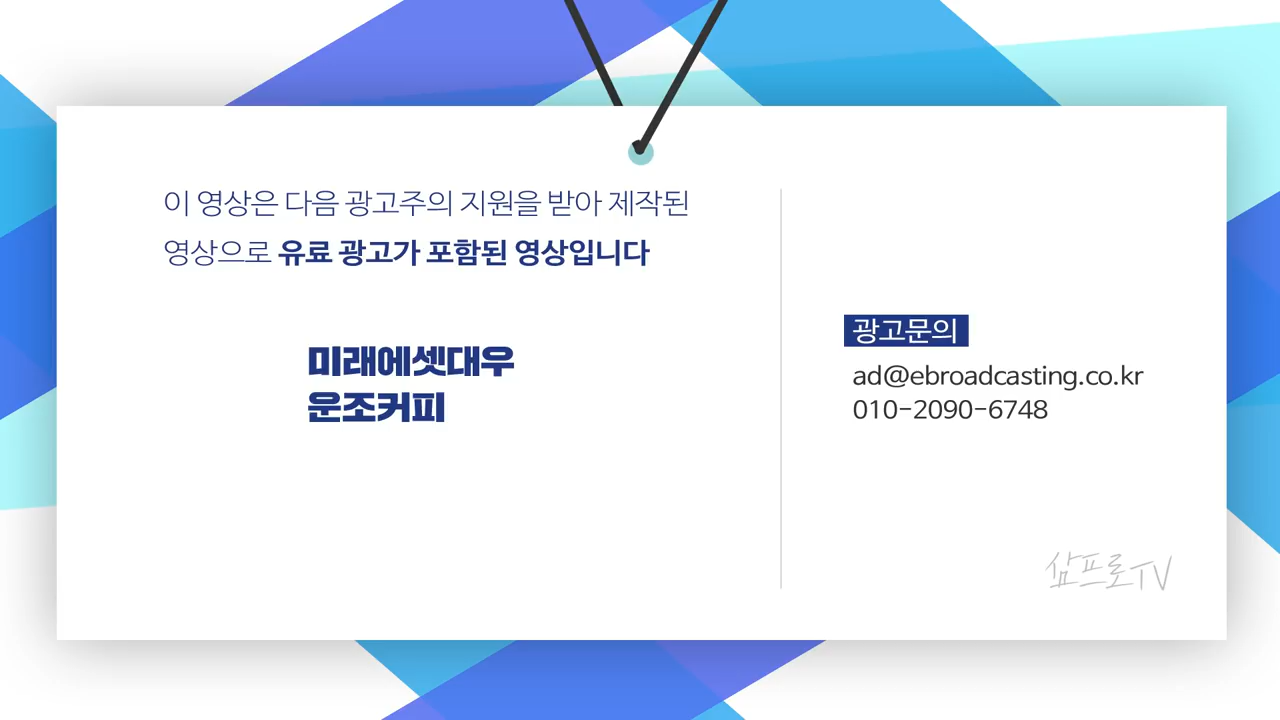 이 영상은 다음 광고주의 지원을 받아 제작된
영상으로 유료 광고가 포함된 영상입니다
미래에셋대우
운조커피
광고문의
ad@ebroadcasting.co.kr
010-2090-6748
삼프로TV